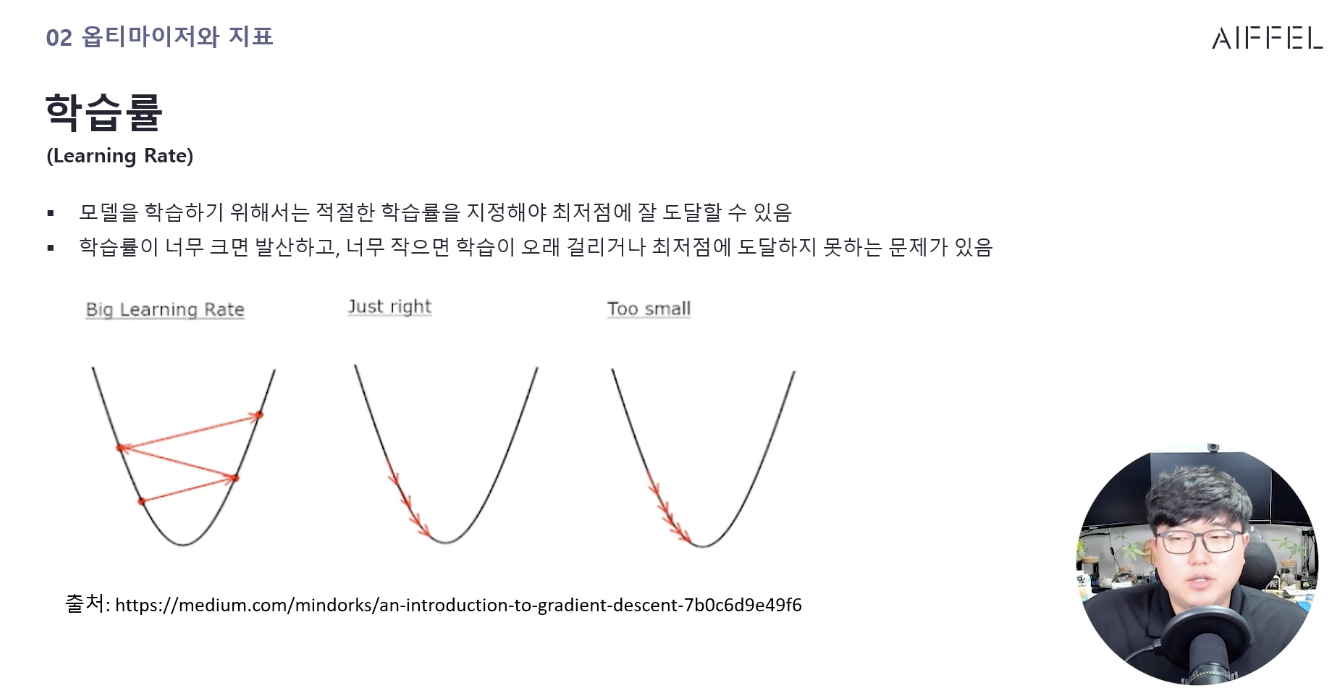 02 옵티마이저와 지표
AIFFEL
학습률
(Learning Rate)
▪ 모델을 학습하기 위해서는 적절한 학습률을 지정해야 최저점에 잘 도달할 수 있음
▪ 학습률이 너무 크면 발산하고, 너무 작으면 학습이 오래 걸리거나 최저점에 도달하지 못하는 문제가 있음
Big Learning Rate
Just right
Too small
출처: https://medium.com/mindorks/an-introduction-to-gradient-descent-7b0c6d9e49f6